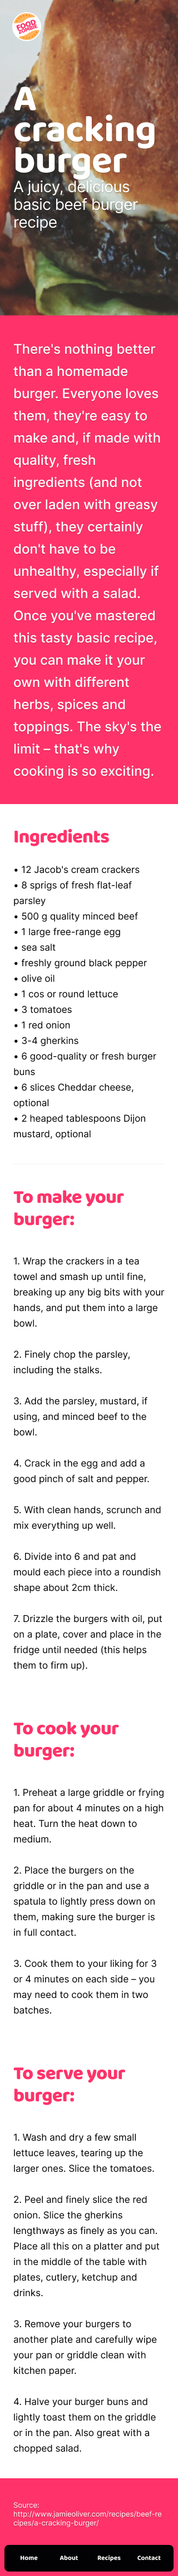 FOOD
A
cracking
burger
A juicy, delicious
basic beef burger
recipe
There's nothing better
than a homemade
burger. Everyone loves
them, they're easy to
make and, if made with
quality, fresh
ingredients (and not
over laden with greasy
stuff), they certainly
don't have to be
unhealthy, especially if
served with a salad.
Once you've mastered
this tasty basic recipe,
you can make it your
own with different
herbs, spices and
toppings. The sky's the
limit – that's why
cooking is so exciting.
Ingredients
• 12 Jacob's cream crackers
• 8 sprigs of fresh flat-leaf
parsley
• 500 g quality minced beef
• 1 large free-range egg
• sea salt
• freshly ground black pepper
• olive oil
• 1 cos or round lettuce
• 3 tomatoes
• 1 red onion
• 3-4 gherkins
• 6 good-quality or fresh burger
buns
• 6 slices Cheddar cheese,
optional
• 2 heaped tablespoons Dijon
mustard, optional
To make your
burger:
1. Wrap the crackers in a tea
towel and smash up until fine,
breaking up any big bits with your
hands, and put them into a large
bowl.
2. Finely chop the parsley,
including the stalks.
3. Add the parsley, mustard, if
using, and minced beef to the
bowl.
4. Crack in the egg and add a
good pinch of salt and pepper.
5. With clean hands, scrunch and
mix everything up well.
6. Divide into 6 and pat and
mould each piece into a roundish
shape about 2cm thick.
7. Drizzle the burgers with oil, put
on a plate, cover and place in the
fridge until needed (this helps
them to firm up).
To cook your
burger:
1. Preheat a large griddle or frying
pan for about 4 minutes on a high
heat. Turn the heat down to
medium.
2. Place the burgers on the
griddle or in the pan and use a
spatula to lightly press down on
them, making sure the burger is
in full contact.
3. Cook them to your liking for 3
or 4 minutes on each side – you
may need to cook them in two
batches.
To serve your
burger:
1. Wash and dry a few small
lettuce leaves, tearing up the
larger ones. Slice the tomatoes.
2. Peel and finely slice the red
onion. Slice the gherkins
lengthways as finely as you can.
Place all this on a platter and put
in the middle of the table with
plates, cutlery, ketchup and
drinks.
3. Remove your burgers to
another plate and carefully wipe
your pan or griddle clean with
kitchen paper.
4. Halve your burger buns and
lightly toast them on the griddle
or in the pan. Also great with a
chopped salad.
Source:
http://www.jamieoliver.com/recipes/beef-re
cipes/a-cracking-burger/
Home About Recipes Contact